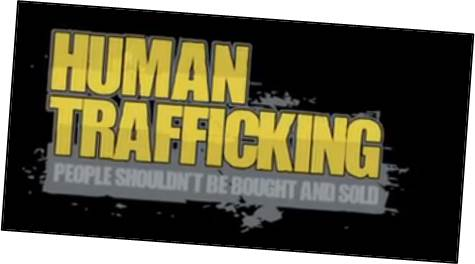 HUMAN
TRAFFICKING
PEOPLE SHOULDN'T BE BOUGHT AND SOLD